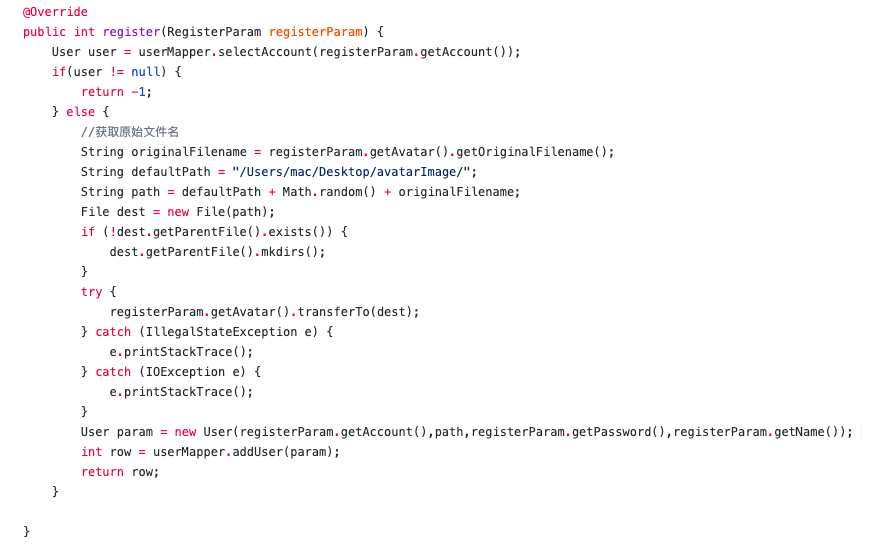 @Override
public int register(RegisterParam registerParam) {
    User user = userMapper.selectAccount(registerParam.getAccount());
    if(user != null) {
        return -1;
    } else {
        //获取原始文件名
        String originalFilename = registerParam.getAvatar().getOriginalFilename();
        String defaultPath = "/Users/mac/Desktop/avatarImage/";
        String path = defaultPath + Math.random() + originalFilename;
        File dest = new File(path);
        if (!dest.getParentFile().exists()) {
            dest.getParentFile().mkdirs();
        }
        try {
            registerParam.getAvatar().transferTo(dest);
        } catch (IllegalStateException e) {
            e.printStackTrace();
        } catch (IOException e) {
            e.printStackTrace();
        }
        User param = new User(registerParam.getAccount(),path,registerParam.getPassword(),registerParam.getName());
        int row = userMapper.addUser(param);
        return row;
    }

}